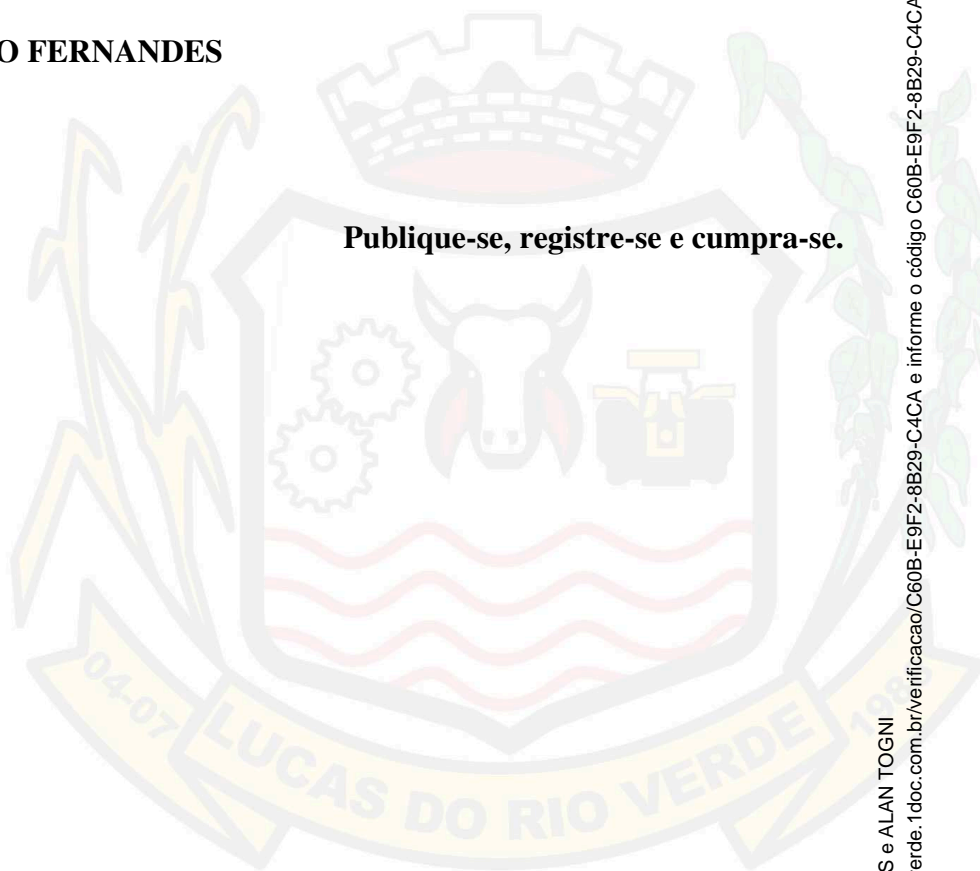 O FERNANDES
Publique-se, registre-se e cumpra-se.
04-07
LUCAS DO RIO VERDE
1988
S e ALAN TOGNI
erde.1doc.com.br/verificacao/C60B-E9F2-8B29-C4CA e informe o código C60B-E9F2-8B29-C4CA